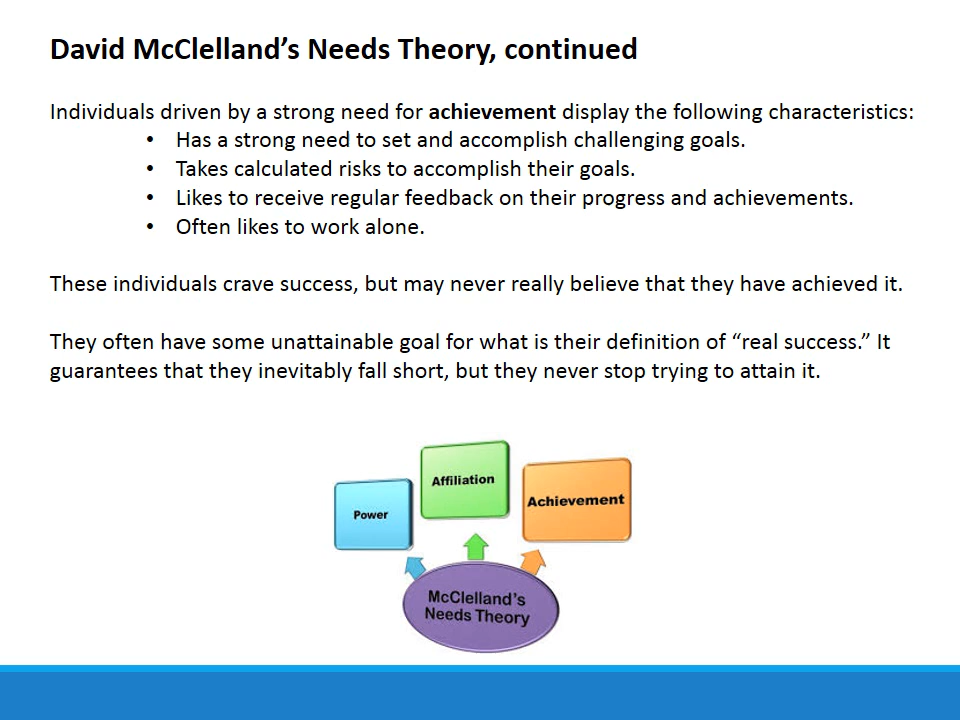 David McClelland’s Needs Theory, continued
Individuals driven by a strong need for achievement display the following characteristics:
• Has a strong need to set and accomplish challenging goals.
• Takes calculated risks to accomplish their goals.
• Likes to receive regular feedback on their progress and achievements.
• Often likes to work alone.
These individuals crave success, but may never really believe that they have achieved it.
They often have some unattainable goal for what is their definition of “real success.” It
guarantees that they inevitably fall short, but they never stop trying to attain it.
Power
Affiliation
Achievement
McClelland's
Needs Theory